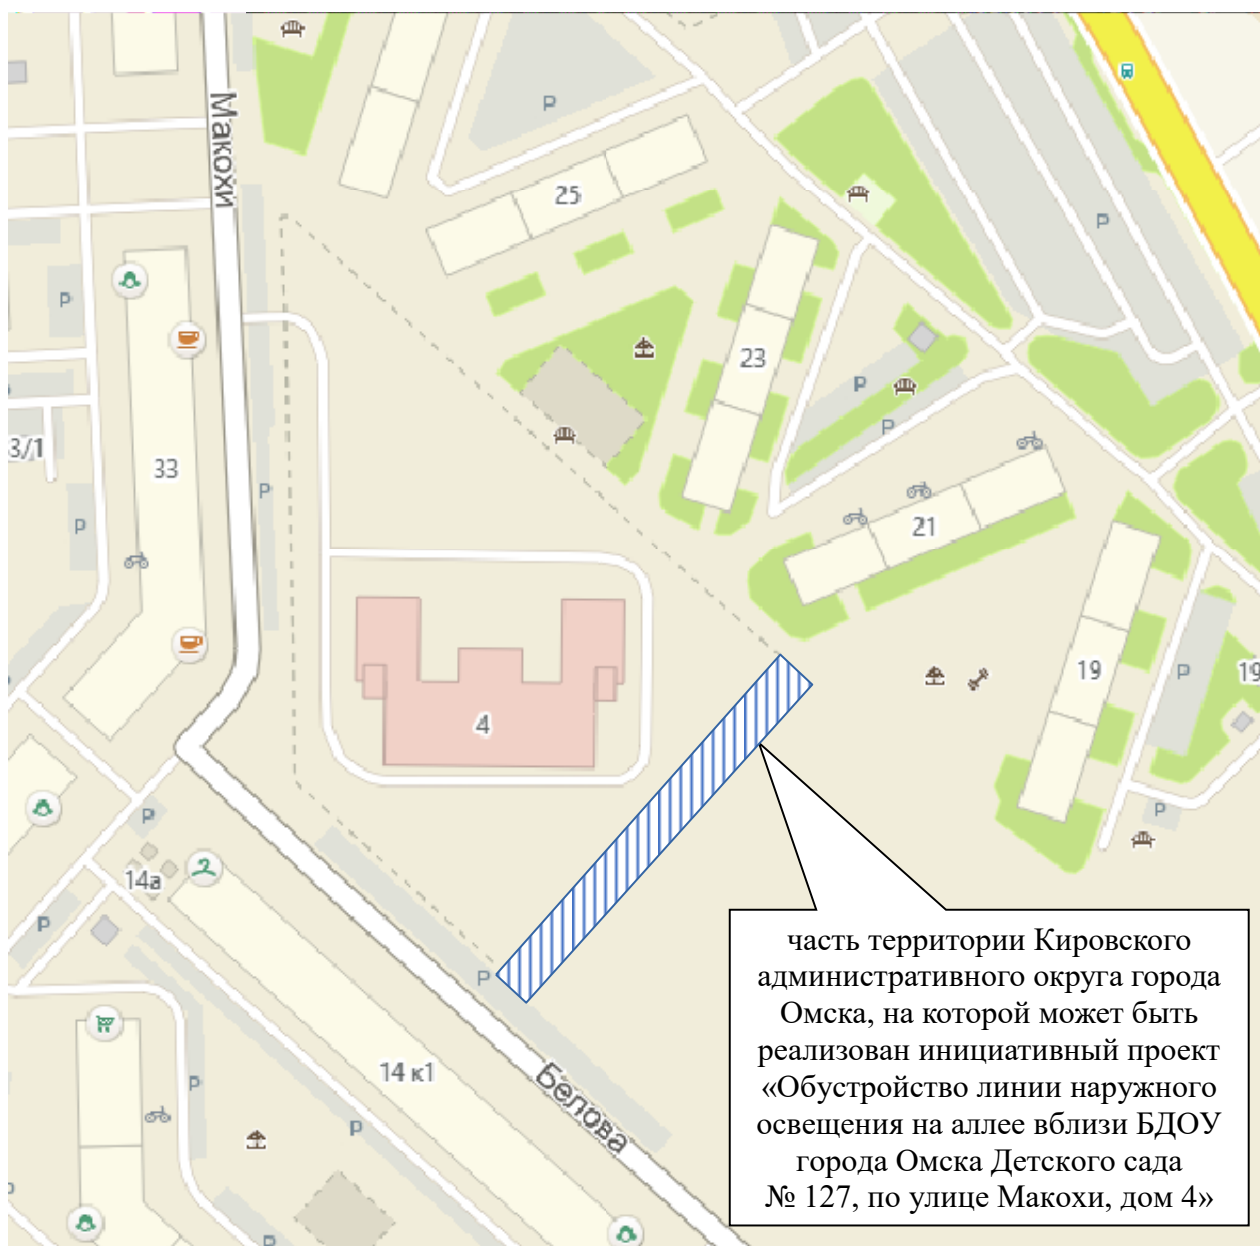 Макохи
P
25
P
23
P
P
P
3/1
33
P
P
P
21
19
19
P
4
P
P
14а
P
P
14 к1
Белова
P
P
P
часть территории Кировского
административного округа города
Омска, на которой может быть
реализован инициативный проект
«Обустройство линии наружного
освещения на аллее вблизи БДОУ
города Омска Детского сада
№ 127, по улице Макохи, дом 4»